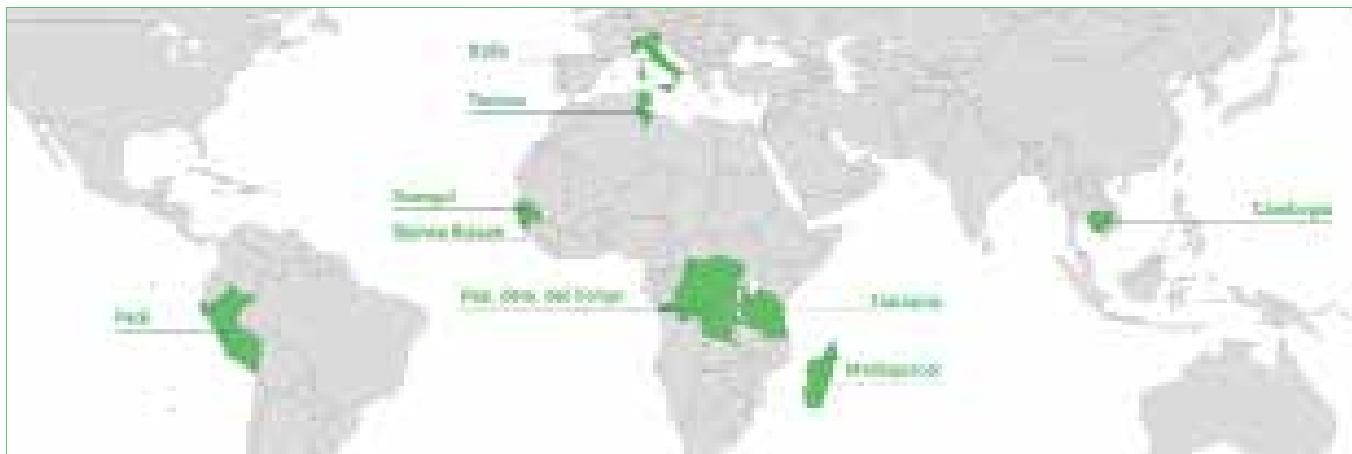 Italia
Tunisia
Senegal
Guinea Bissau
Cambogia
Rep. dem. del Congo
Tanzania
Perù
Madagascar